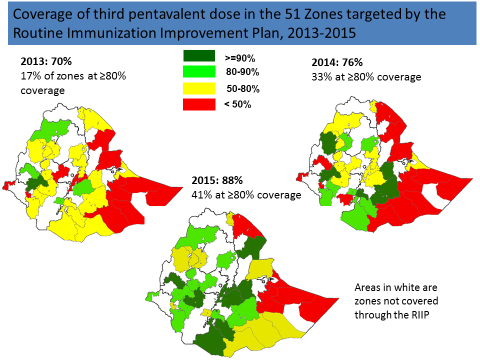 Coverage of third pentavalent dose in the 51 Zones targeted by the
Routine Immunization Improvement Plan, 2013-2015
2013: 70%
17% of zones at ≥80%
coverage
>=90%
80-90%
50-80%
< 50%
2014: 76%
33% at ≥80% coverage
2015: 88%
41% at ≥80% coverage
Areas in white are
zones not covered
through the RIIP